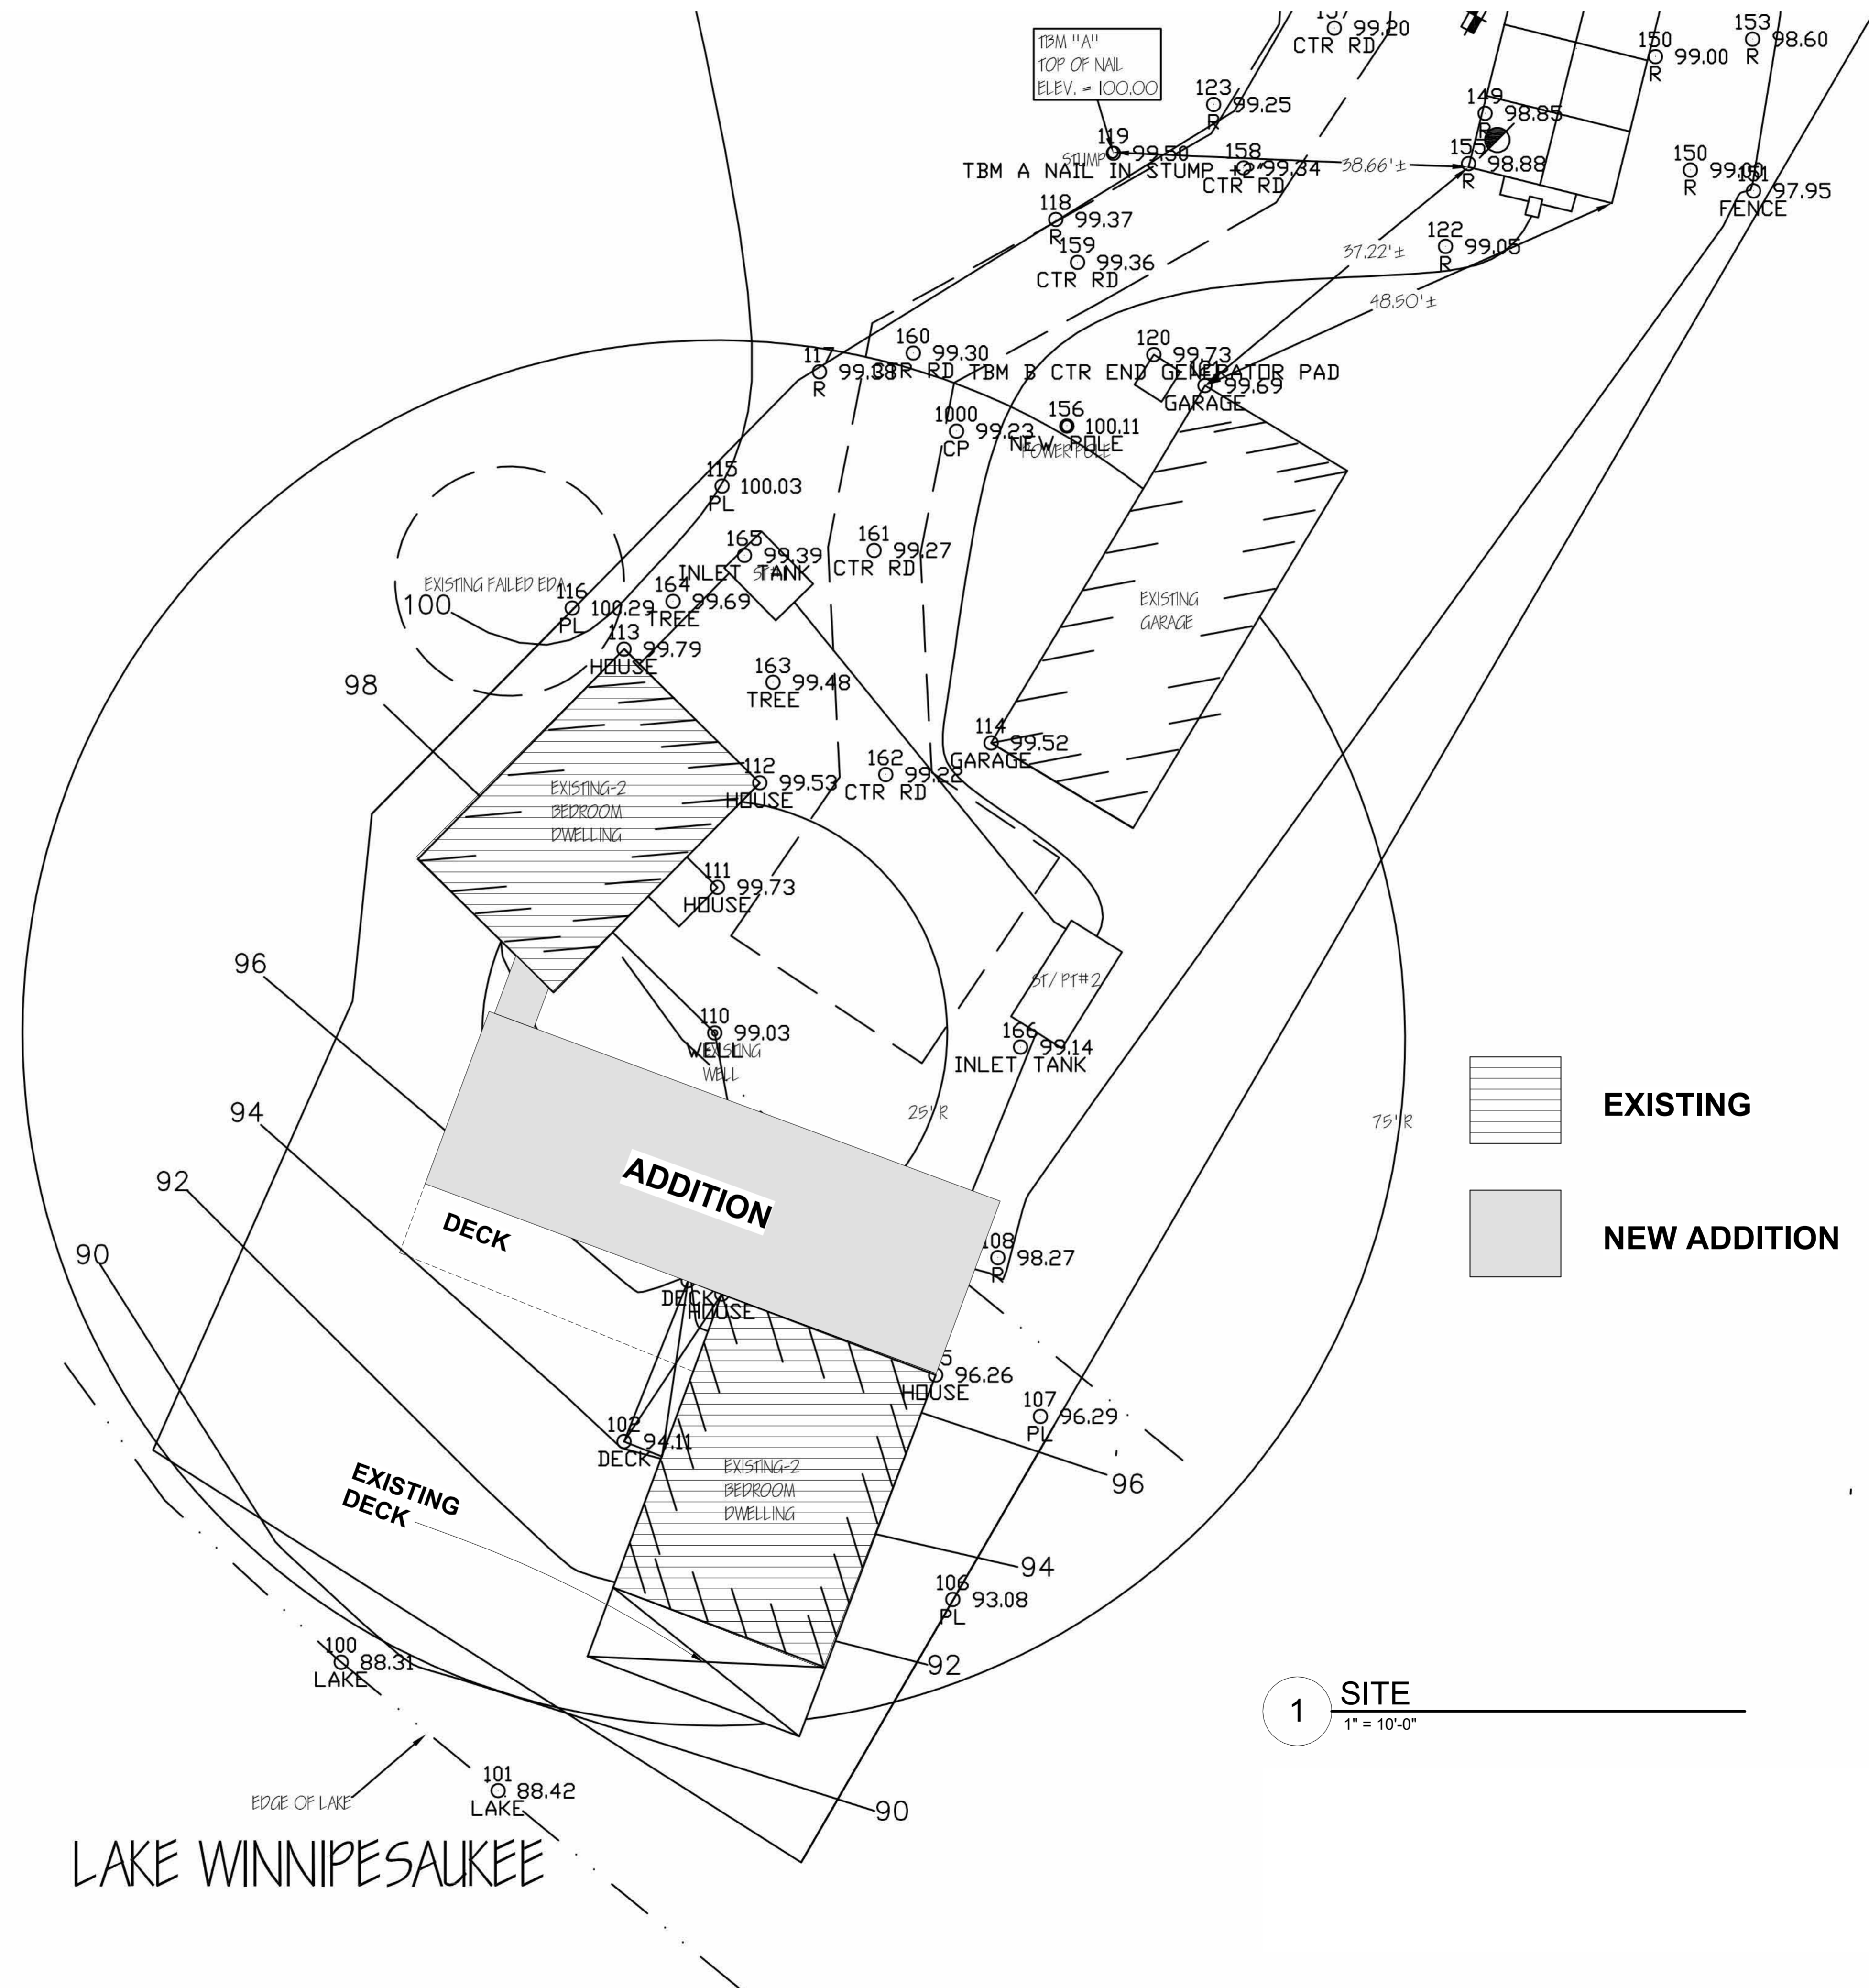 157
99.20
CTR RD
153
98.60
R
150
99.00
R
TBM "A"
TOP OF NAIL
ELEV. = 100.00
123
99.25
R
149
98.85
R
119
99.50
STUMP
TBM A NAIL IN STUMP +2"
158
99.34
CTR RD
38.66'±
155
98.88
R
150
99.00
R
151
97.95
FENCE
118
99.37
R
159
99.36
CTR RD
37.22'±
122
99.05
R
48.50'±
117
99.38
R
160
99.30
CTR RD
120
99.73
TBM B CTR END GENERATOR PAD
121
99.69
GARAGE
1000
99.23
CP
156
100.11
NEW POLE
POWER POLE
115
100.03
PL
165
99.39
INLET TANK
161
99.27
CTR RD
EXISTING FAILED EDA
100
116
100.29
PL
164
99.69
TREE
EXISTING
GARAGE
113
99.79
HOUSE
98
163
99.48
TREE
114
99.52
GARAGE
112
99.53
HOUSE
162
99.22
CTR RD
EXISTING-2
BEDROOM
DWELLING
111
99.73
HOUSE
96
ST/ PT#2
110
99.03
WELL
EXISTING
WELL
166
99.14
INLET TANK
94
25' R
75' R
EXISTING
92
ADDITION
DECK
NEW ADDITION
90
108
98.27
R
DECK
HOUSE
5
96.26
HOUSE
107
96.29
PL
102
94.11
DECK
96
EXISTING
DECK
EXISTING-2
BEDROOM
DWELLING
94
106
93.08
PL
100
88.31
LAKE
92
1
SITE
1" = 10'-0"
101
88.42
LAKE
EDGE OF LAKE
90
LAKE WINNIPESAUKEE